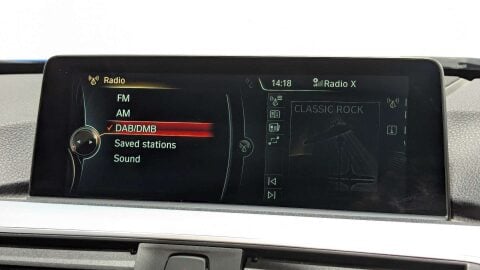 Radio
14:18
Radio X
FM
AM
DAB/DMB
Saved stations
Sound
CLASSIC ROCK